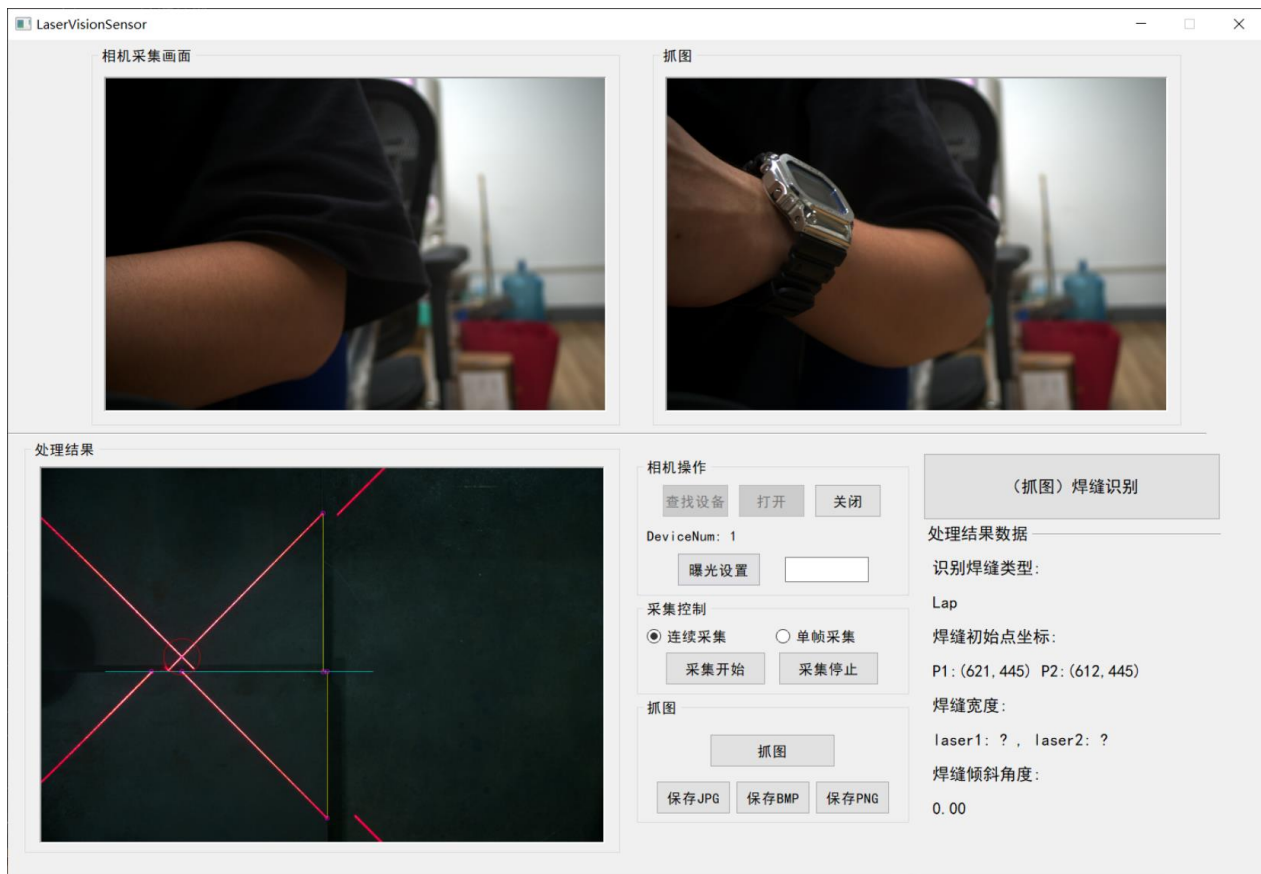 LaserVisionSensor
相机采集画面
抓图
处理结果
相机操作
查找设备 打开 关闭
DeviceNum: 1
曝光设置
采集控制
连续采集 单帧采集
采集开始 采集停止
抓图
抓图
保存JPG 保存BMP 保存PNG
（抓图）焊缝识别
处理结果数据
识别焊缝类型:
Lap
焊缝初始点坐标:
P1:(621,445) P2:(612,445)
焊缝宽度:
laser1: ? , laser2: ?
焊缝倾斜角度:
0.00